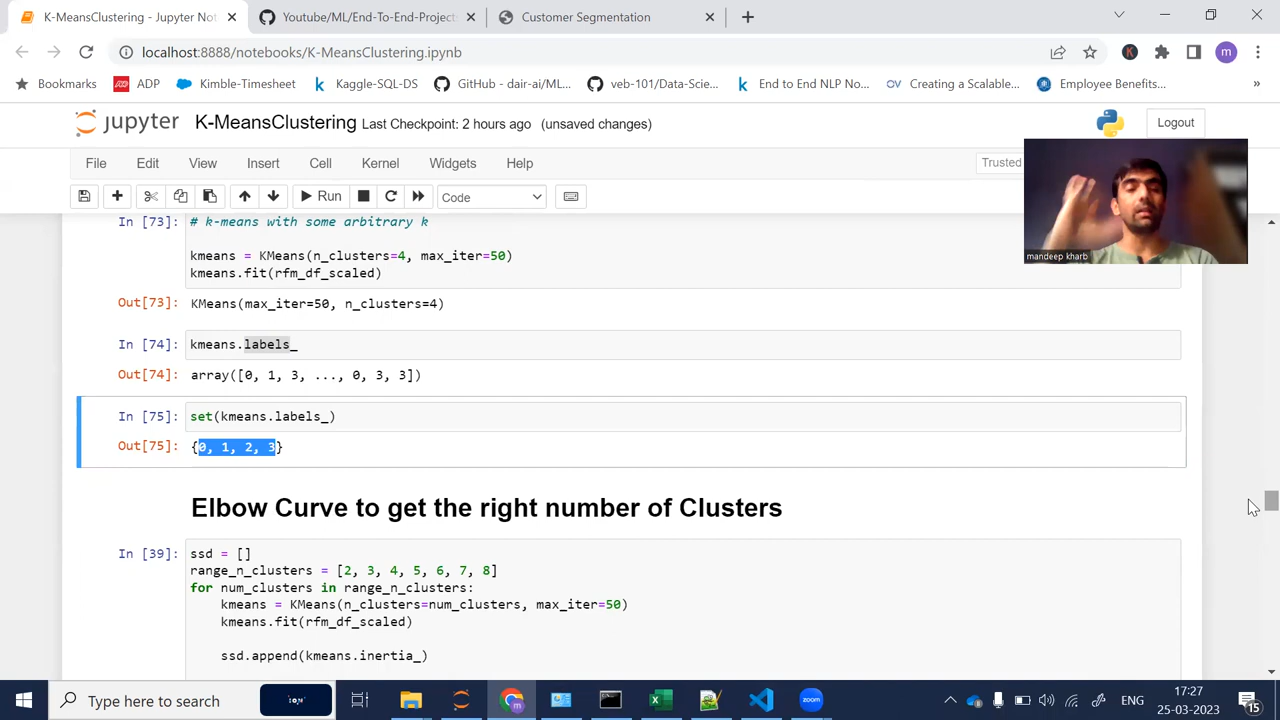 K-MeansClustering - Jupyter Not
Youtube/ML/End-To-End-Projects
Customer Segmentation
localhost:8888/notebooks/K-MeansClustering.ipynb
m
Bookmarks
ADP
Kimble-Timesheet
Kaggle-SQL-DS
GitHub - dair-ai/ML...
veb-101/Data-Scie...
End to End NLP No...
Creating a Scalable...
Employee Benefits...
»
jupyter
K-MeansClustering Last Checkpoint: 2 hours ago (unsaved changes)
Logout
File Edit View Insert Cell Kernel Widgets Help
Trusted
Run
Code
mandeep kharb
In [73]: # k-means with some arbitrary k
kmeans = KMeans(n_clusters=4, max_iter=50)
kmeans.fit(rfm_df_scaled)
Out[73]: KMeans(max_iter=50, n_clusters=4)
In [74]: kmeans.labels_
Out[74]: array([0, 1, 3, ..., 0, 3, 3])
In [75]: set(kmeans.labels_)
Out[75]: {0, 1, 2, 3}
Elbow Curve to get the right number of Clusters
In [39]: ssd = []
range_n_clusters = [2, 3, 4, 5, 6, 7, 8]
for num_clusters in range_n_clusters:
kmeans = KMeans(n_clusters=num_clusters, max_iter=50)
kmeans.fit(rfm_df_scaled)
ssd.append(kmeans.inertia_)
Type here to search
zoom
ENG
17:27
25-03-2023
15